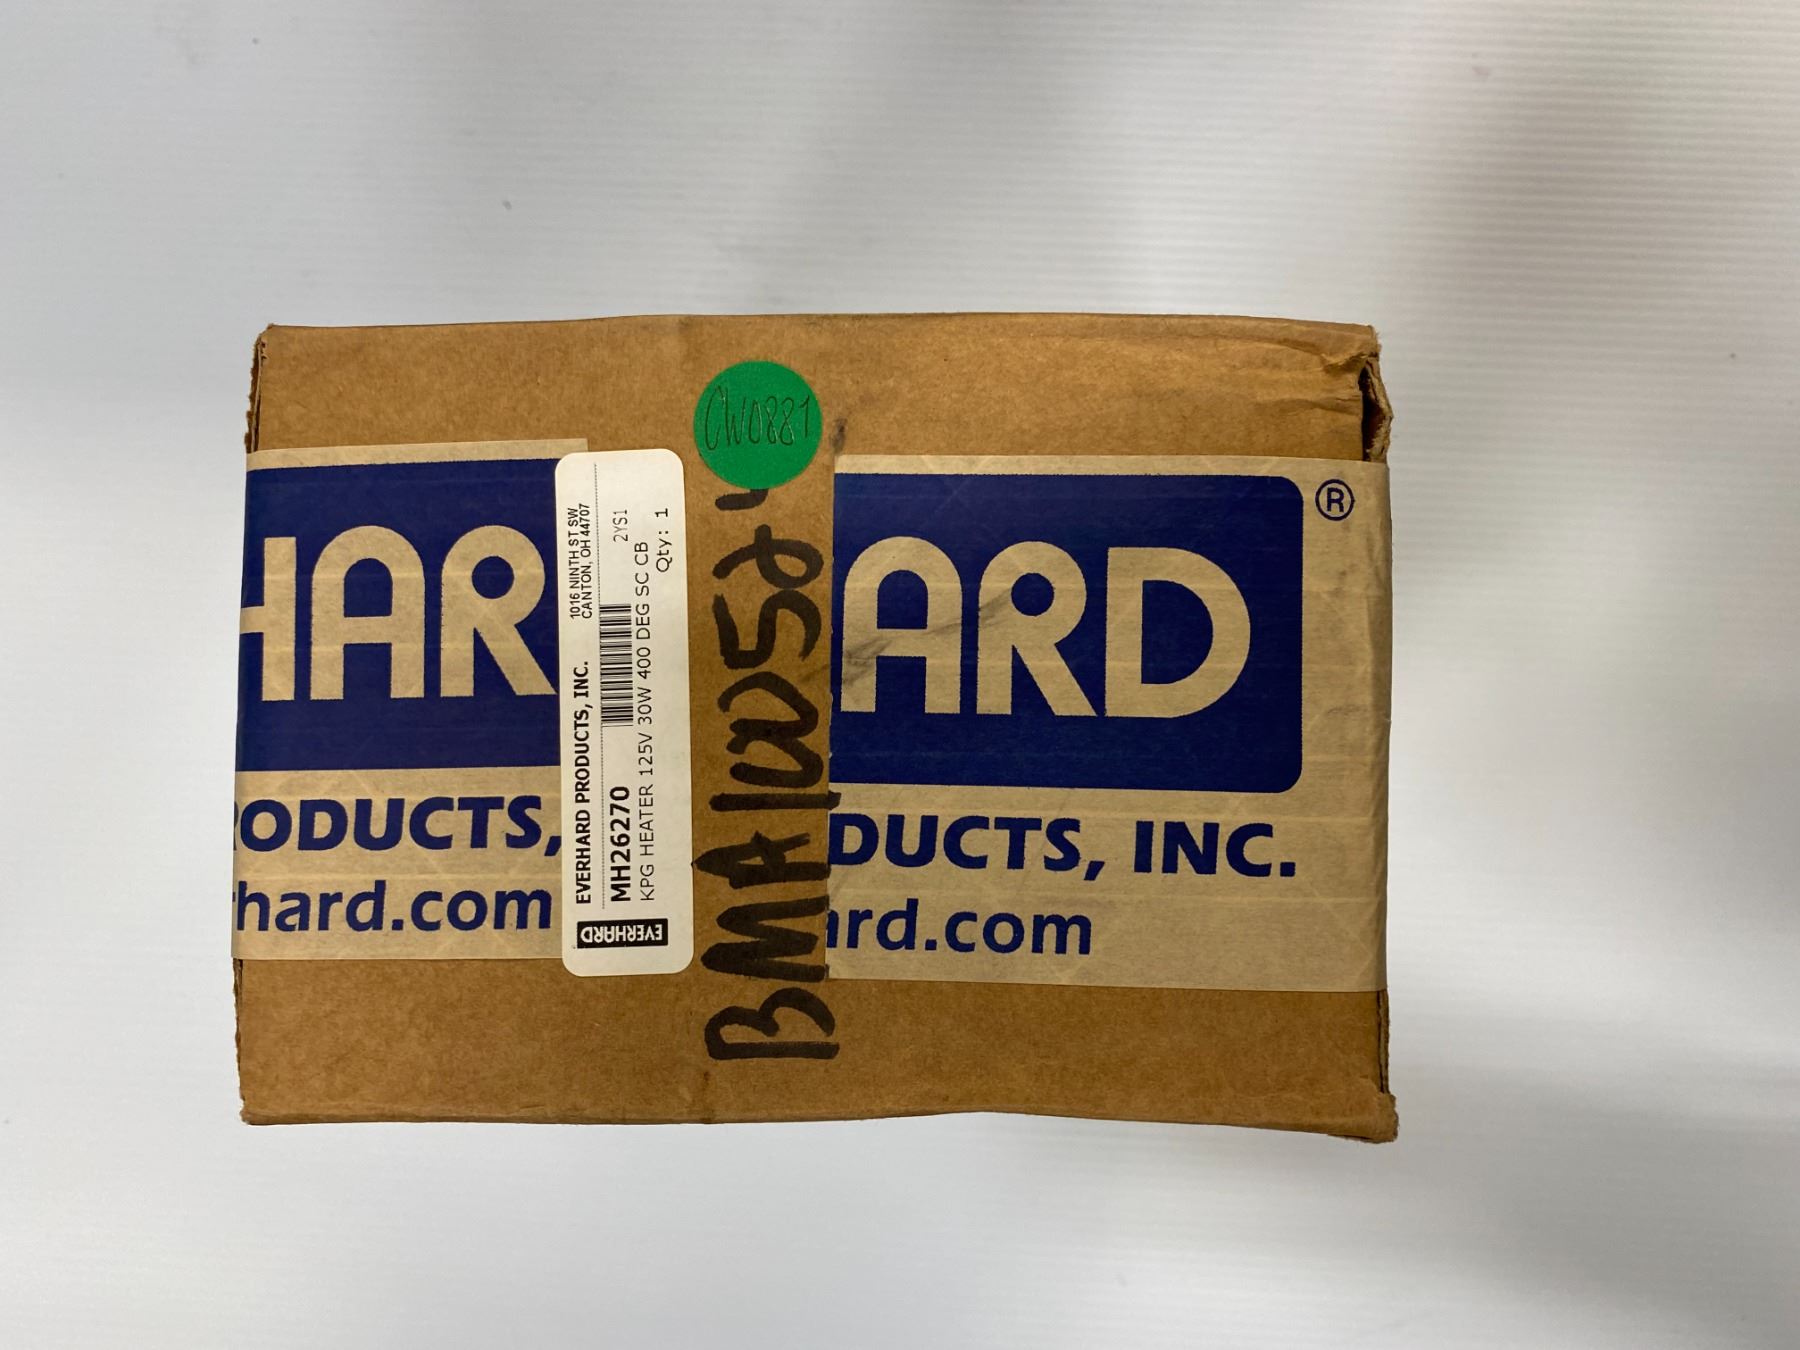 CW0881
HAR
RODUCTS,
rhard.com
EVERHARD PRODUCTS, INC.
1016 NINTH ST SW
CANTON, OH 44707
MH26270
2YS1
KPG HEATER 125V 30W 400 DEG SC CB
Qty: 1
EVERHARD
ARD
®
DUCTS, INC.
ard.com